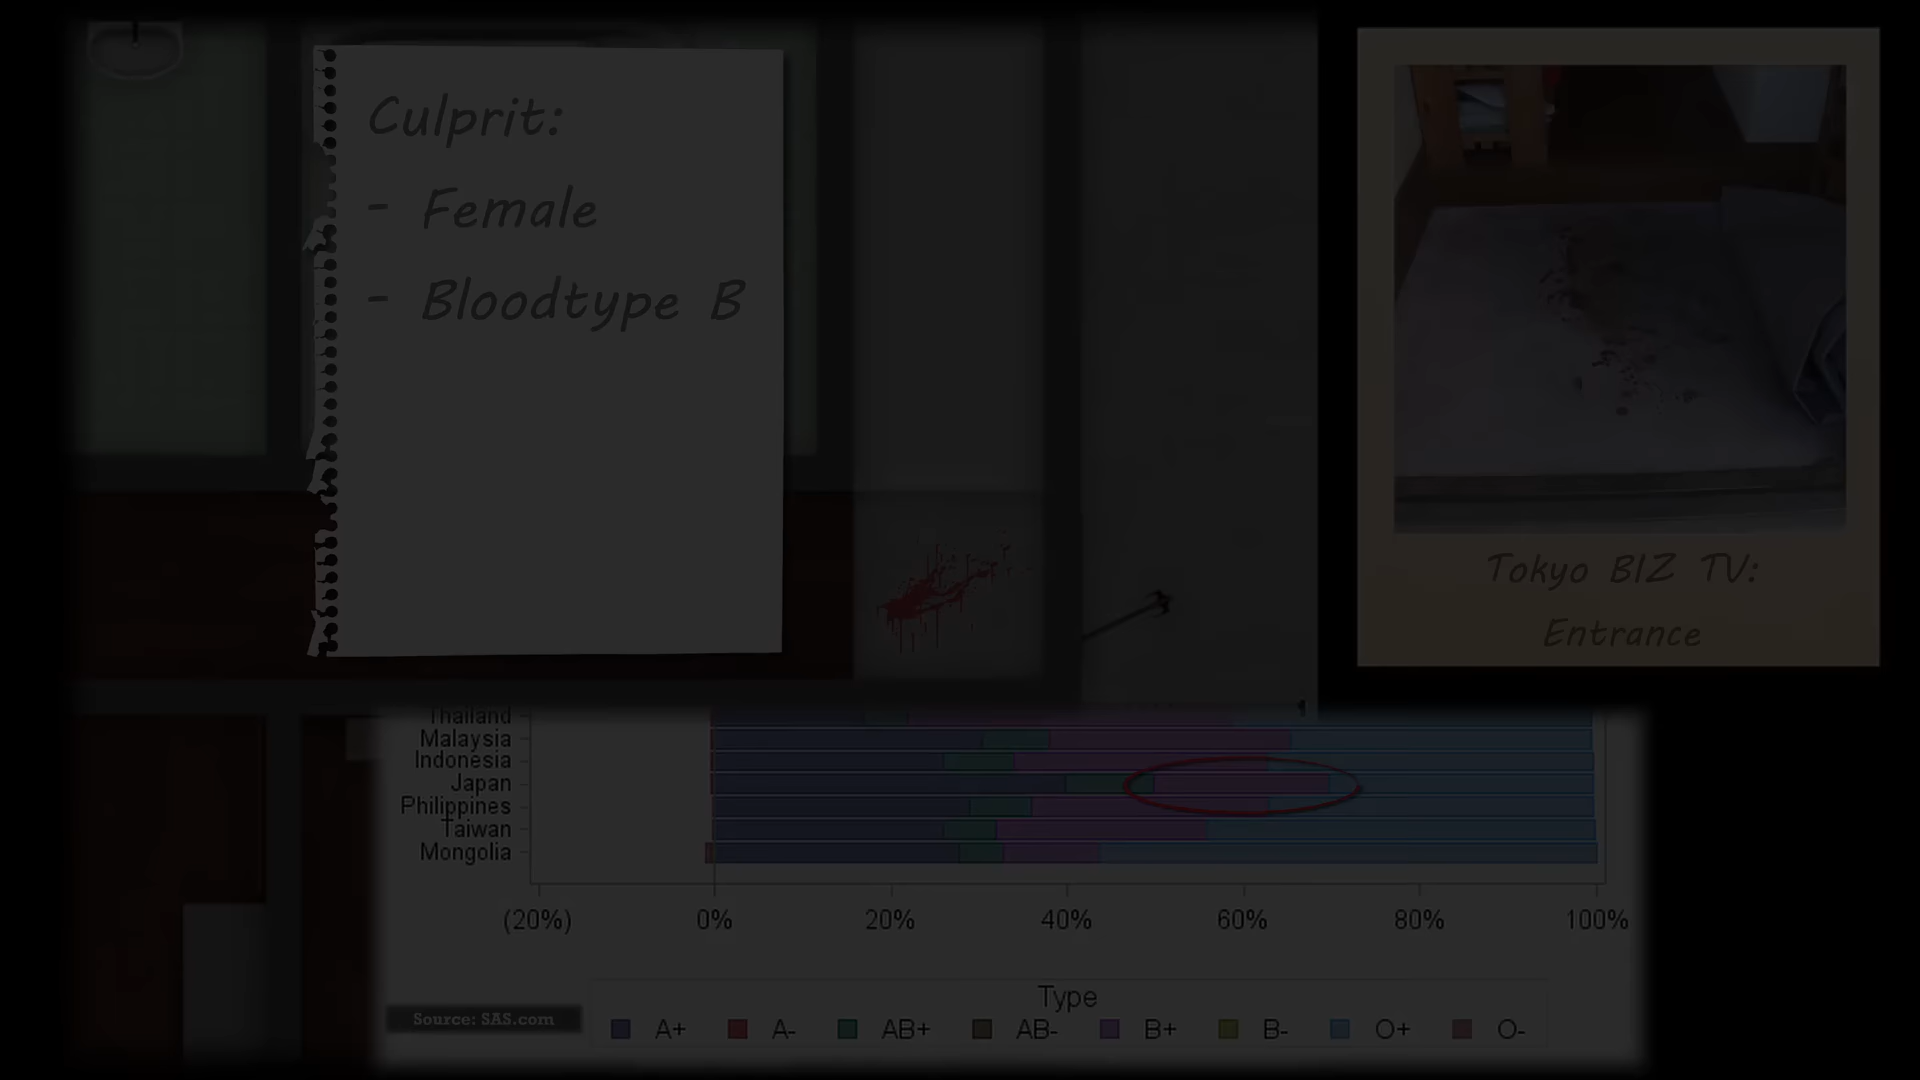 Culprit:
- Female
- Bloodtype B
Tokyo BIZ TV:
Entrance
Thailand
Malaysia
Indonesia
Japan
Philippines
Taiwan
Mongolia
(20%) 0% 20% 40% 60% 80% 100%
Type
Source: SAS.com
A+ A- AB+ AB- B+ B- O+ O-